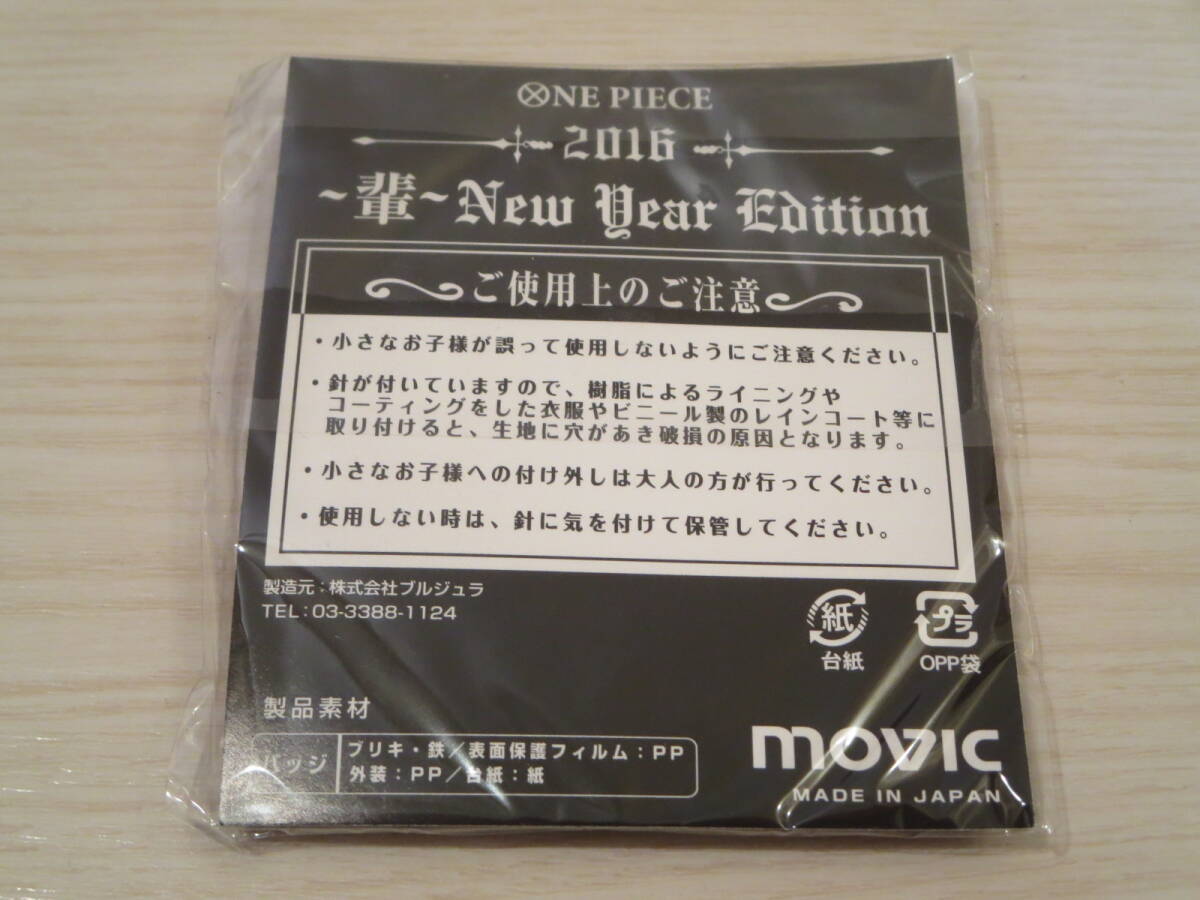 ONE PIECE
2016
~輩~New Year Edition
ご使用上のご注意
・小さなお子様が誤って使用しないようにご注意ください。
・針が付いていますので、樹脂によるライニングや
コーティングをした衣服やビニール製のレインコート等に
取り付けると、生地に穴があき破損の原因となります。
・小さなお子様への付け外しは大人の方が行ってください。
・使用しない時は、針に気を付けて保管してください。
製造元：株式会社ブルジュラ
TEL：03-3388-1124
紙
台紙
プラ
OPP袋
製品素材
バッジ
ブリキ・鉄／表面保護フィルム：PP
外装：PP／台紙：紙
movic
MADE IN JAPAN